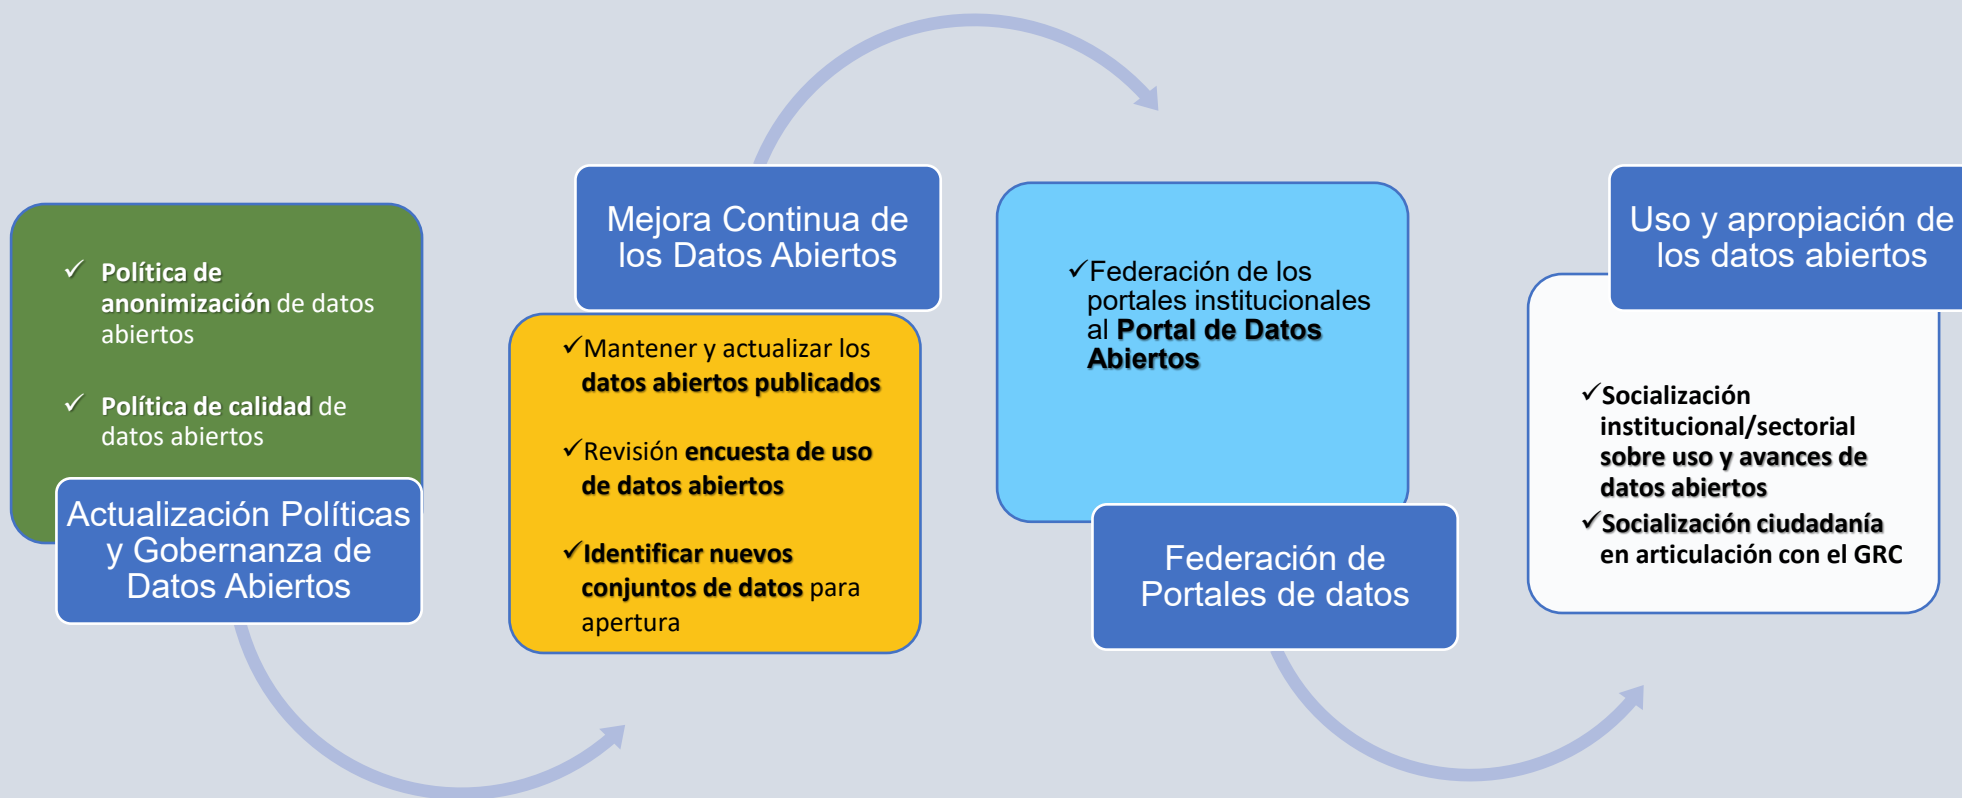 ✓ Política de
anonimización de datos
abiertos
✓ Política de calidad de
datos abiertos
Actualización Políticas
y Gobernanza de
Datos Abiertos
Mejora Continua de
los Datos Abiertos
✓Mantener y actualizar los
datos abiertos publicados
✓Revisión encuesta de uso
de datos abiertos
✓Identificar nuevos
conjuntos de datos para
apertura
✓Federación de los
portales institucionales
al Portal de Datos
Abiertos
Federación de
Portales de datos
Uso y apropiación de
los datos abiertos
✓Socialización
institucional/sectorial
sobre uso y avances de
datos abiertos
✓Socialización ciudadanía
en articulación con el GRC